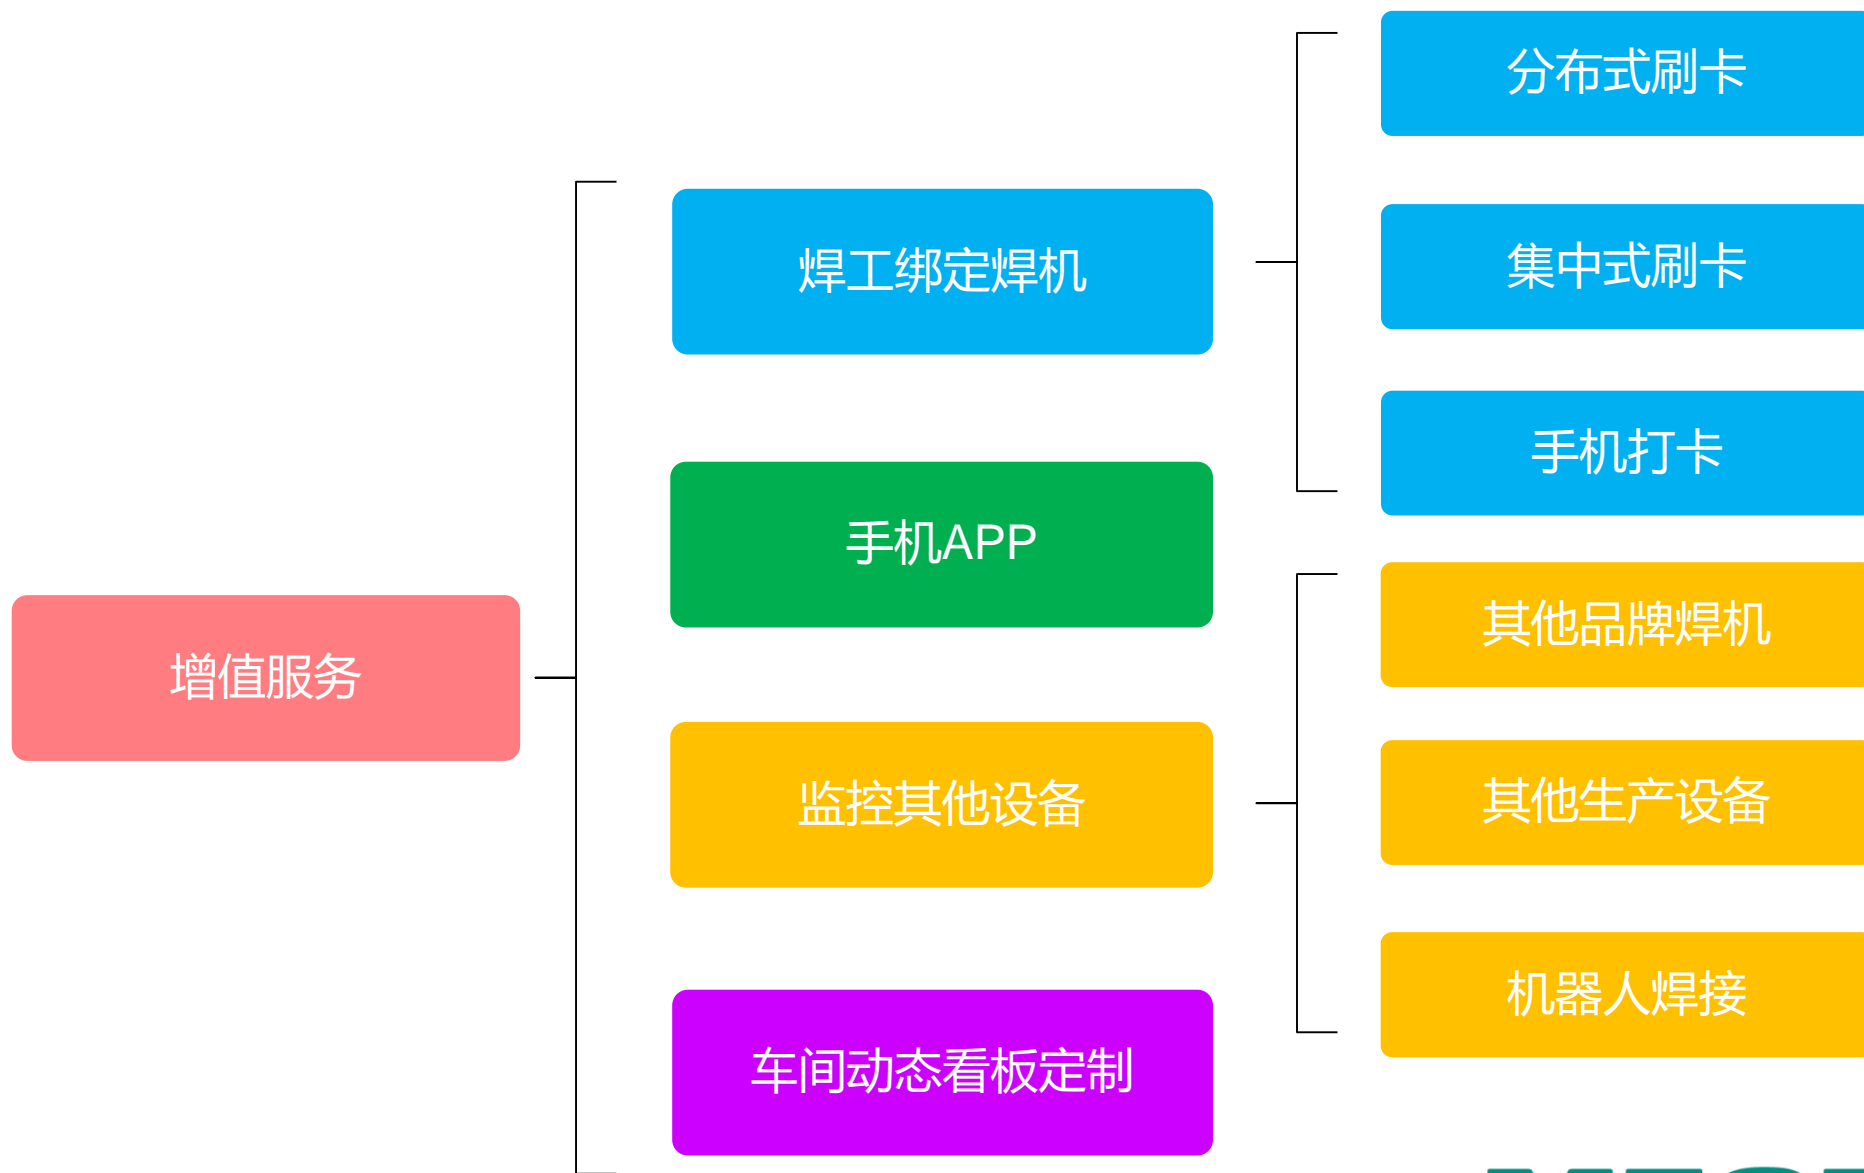 增值服务
焊工绑定焊机
分布式刷卡
集中式刷卡
手机打卡
手机APP
监控其他设备
其他品牌焊机
其他生产设备
机器人焊接
车间动态看板定制